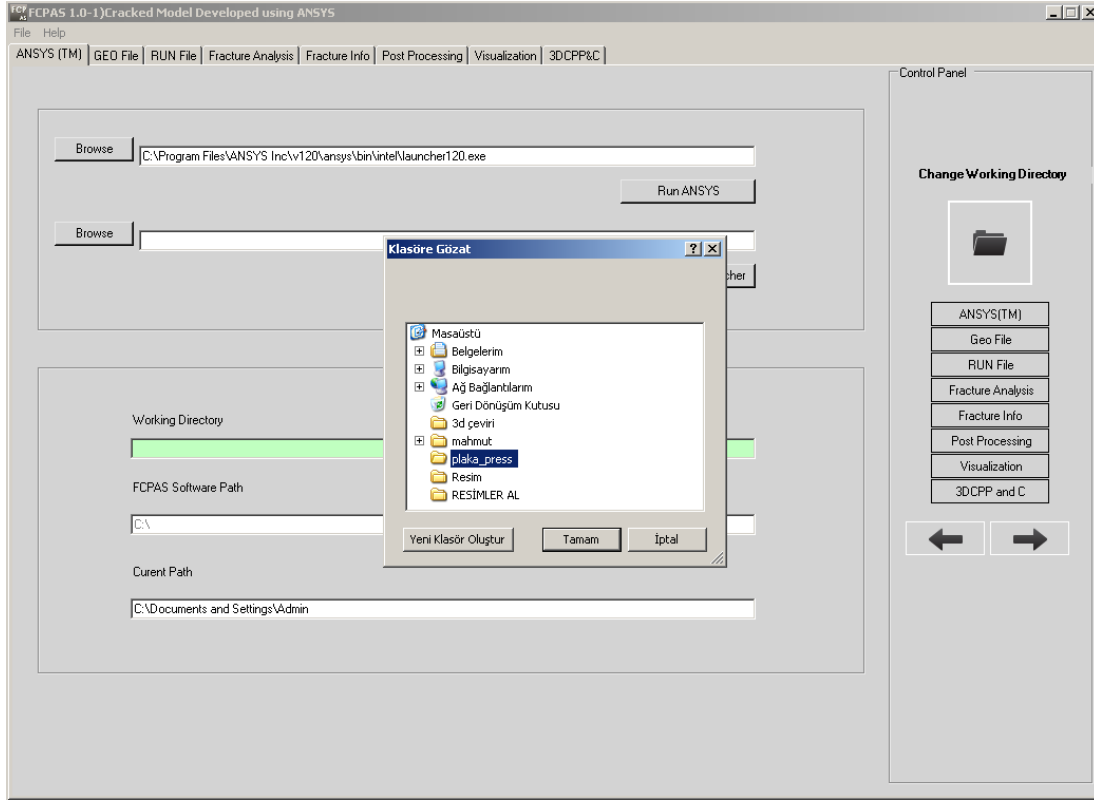 FCPAS 1.0-1)Cracked Model Developed using ANSYS
File Help
ANSYS (TM) GEO File RUN File Fracture Analysis Fracture Info Post Processing Visualization 3DCPP&C
Control Panel
Browse C:\Program Files\ANSYS Inc\v120\ansys\bin\intel\launcher120.exe
Run ANSYS
Browse
cher
Klasöre Gözat
Masaüstü
Belgelerim
Bilgisayarım
Ağ Bağlantılarım
Geri Dönüşüm Kutusu
3d çeviri
mahmut
plaka_press
Resim
RESİMLER AL
Yeni Klasör Oluştur Tamam İptal
Working Directory
FCPAS Software Path
C:\
Curent Path
C:\Documents and Settings\Admin
Change Working Directory
ANSYS(TM)
Geo File
RUN File
Fracture Analysis
Fracture Info
Post Processing
Visualization
3DCPP and C